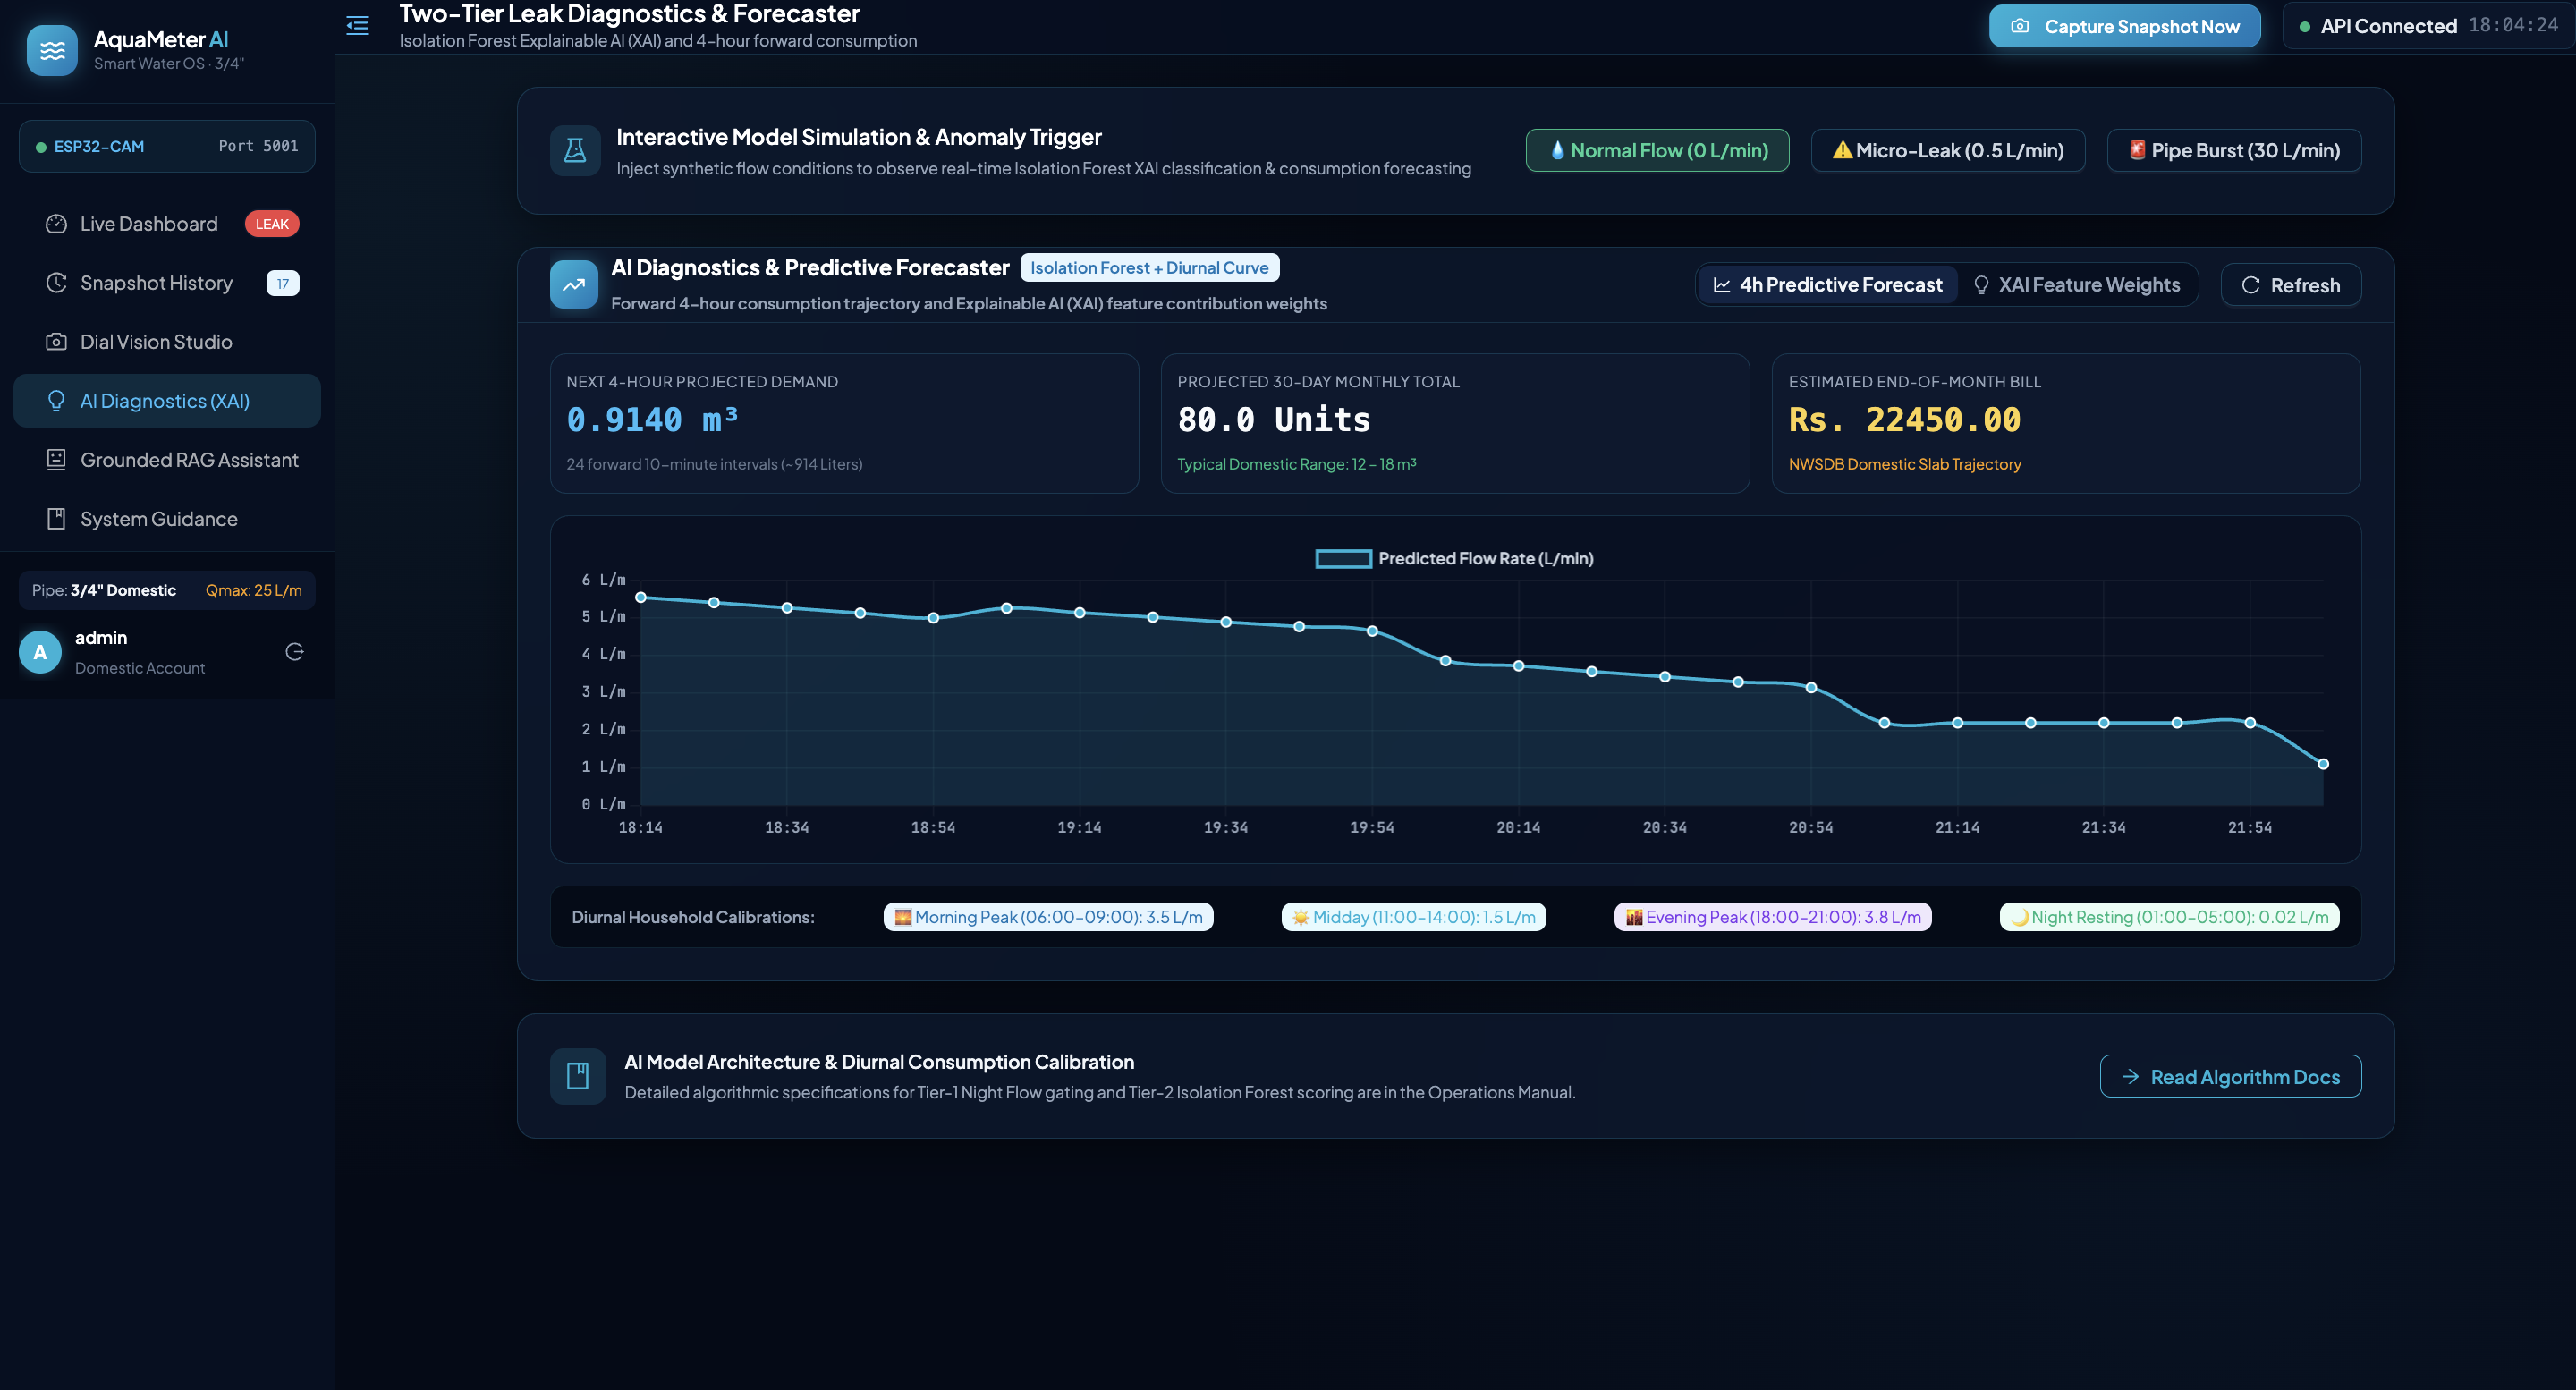 AquaMeter AI
Smart Water OS · 3/4"
ESP32-CAM Port 5001
Live Dashboard LEAK
Snapshot History 17
Dial Vision Studio
AI Diagnostics (XAI)
Grounded RAG Assistant
System Guidance
Pipe: 3/4" Domestic Qmax: 25 L/m
A
admin
Domestic Account
Two-Tier Leak Diagnostics & Forecaster
Isolation Forest Explainable AI (XAI) and 4-hour forward consumption
Capture Snapshot Now
API Connected 18:04:24
Interactive Model Simulation & Anomaly Trigger
Inject synthetic flow conditions to observe real-time Isolation Forest XAI classification & consumption forecasting
Normal Flow (0 L/min)
Micro-Leak (0.5 L/min)
Pipe Burst (30 L/min)
AI Diagnostics & Predictive Forecaster Isolation Forest + Diurnal Curve
Forward 4-hour consumption trajectory and Explainable AI (XAI) feature contribution weights
4h Predictive Forecast
XAI Feature Weights
Refresh
NEXT 4-HOUR PROJECTED DEMAND
0.9140 m³
24 forward 10-minute intervals (~914 Liters)
PROJECTED 30-DAY MONTHLY TOTAL
80.0 Units
Typical Domestic Range: 12 – 18 m³
ESTIMATED END-OF-MONTH BILL
Rs. 22450.00
NWSDB Domestic Slab Trajectory
Predicted Flow Rate (L/min)
6 L/m
5 L/m
4 L/m
3 L/m
2 L/m
1 L/m
0 L/m
18:14 18:34 18:54 19:14 19:34 19:54 20:14 20:34 20:54 21:14 21:34 21:54
Diurnal Household Calibrations:
Morning Peak (06:00-09:00): 3.5 L/m
Midday (11:00-14:00): 1.5 L/m
Evening Peak (18:00-21:00): 3.8 L/m
Night Resting (01:00-05:00): 0.02 L/m
AI Model Architecture & Diurnal Consumption Calibration
Detailed algorithmic specifications for Tier-1 Night Flow gating and Tier-2 Isolation Forest scoring are in the Operations Manual.
Read Algorithm Docs